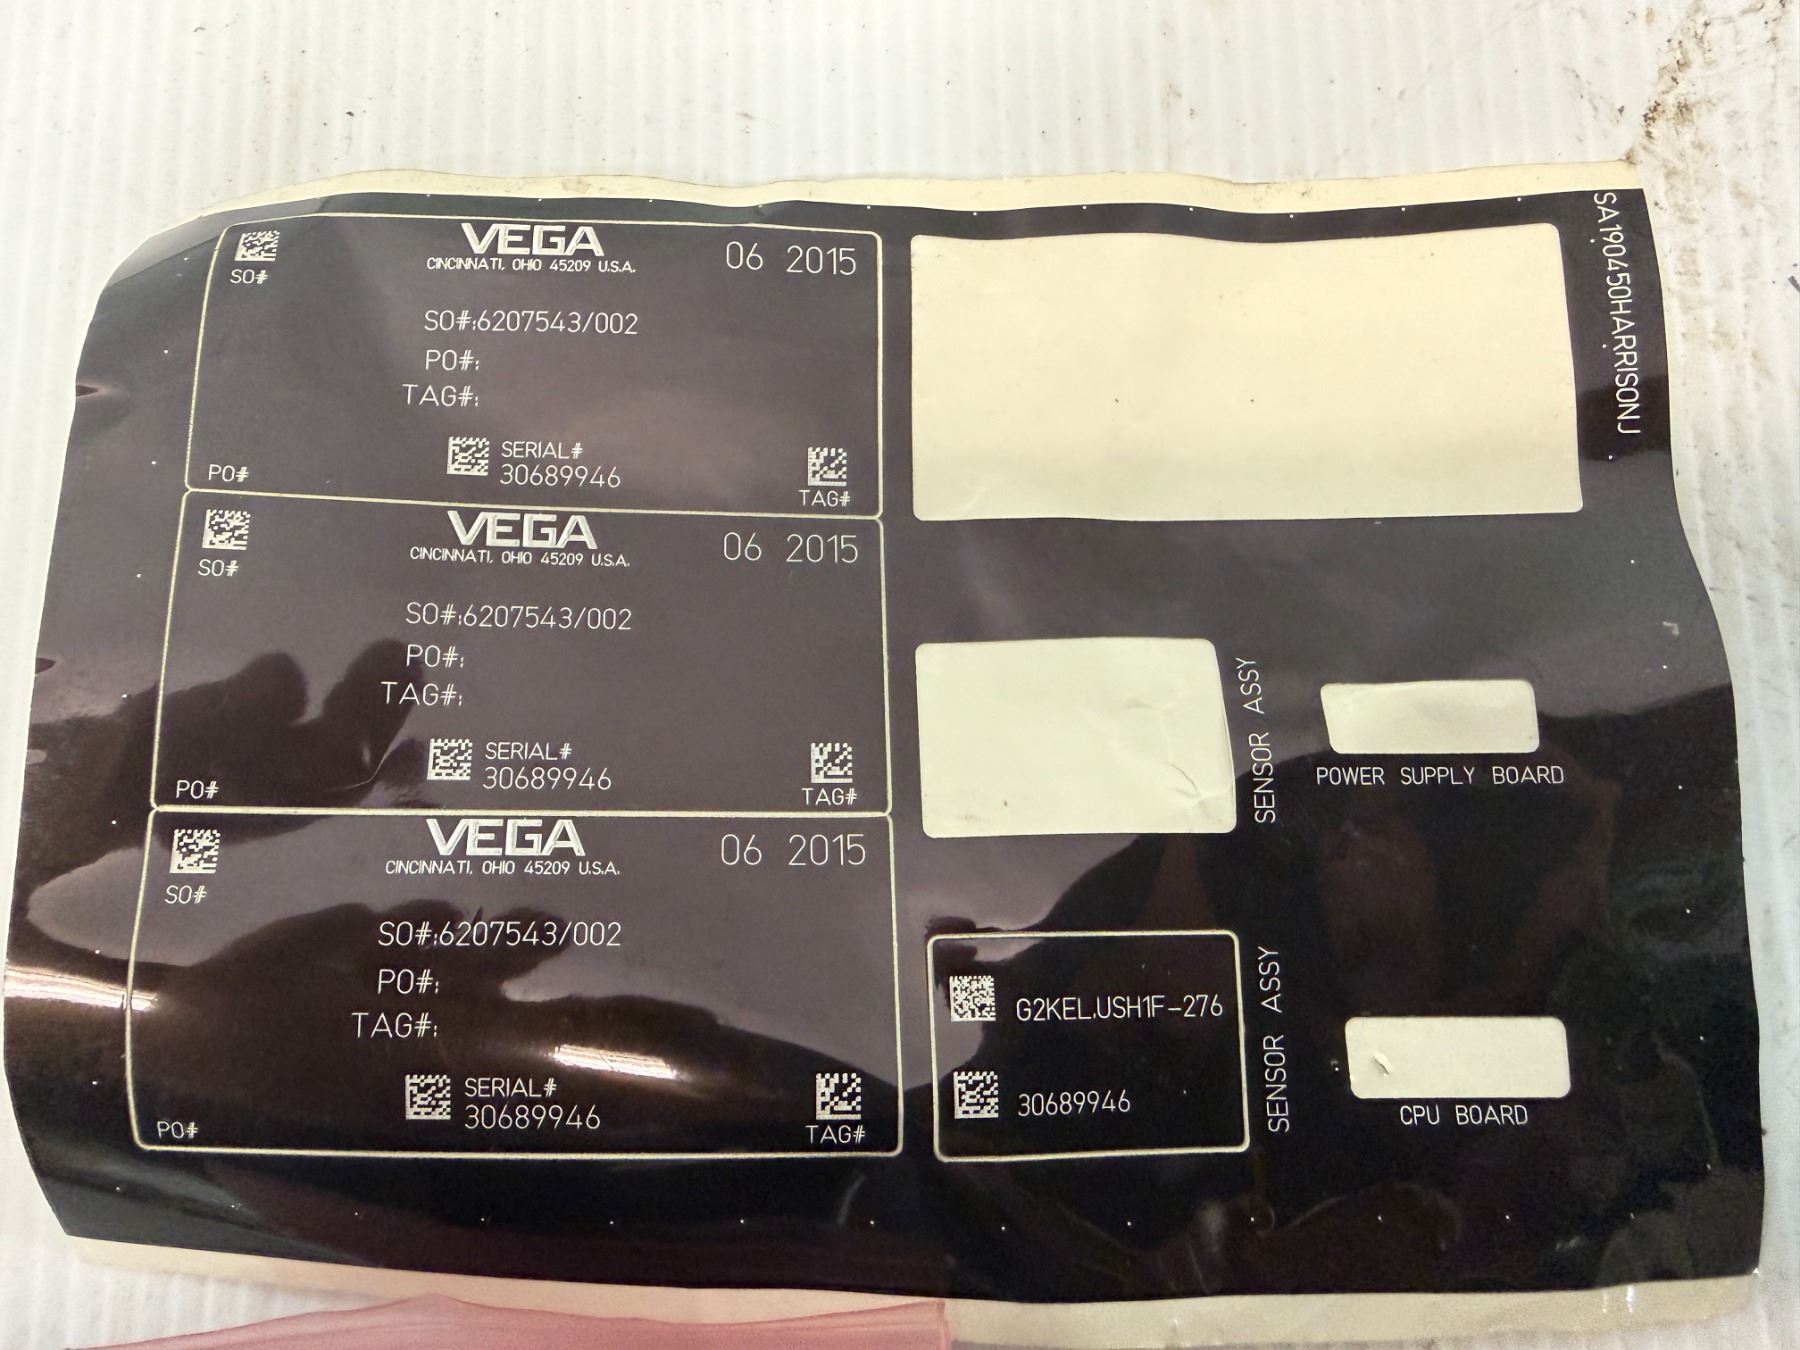 SO#
VEGA
CINCINNATI, OHIO 45209 U.S.A.
06 2015
SO#:6207543/002
PO#:
TAG#:
PO#
SERIAL#
30689946
TAG#
SO#
VEGA
CINCINNATI, OHIO 45209 U.S.A.
06 2015
SO#:6207543/002
PO#:
TAG#:
PO#
SERIAL#
30689946
TAG#
SO#
VEGA
CINCINNATI, OHIO 45209 U.S.A.
06 2015
SO#:6207543/002
PO#:
TAG#:
PO#
SERIAL#
30689946
TAG#
SA190450HARRISONJ
SENSOR ASSY
POWER SUPPLY BOARD
G2KEL.USH1F-276
30689946
SENSOR ASSY
CPU BOARD